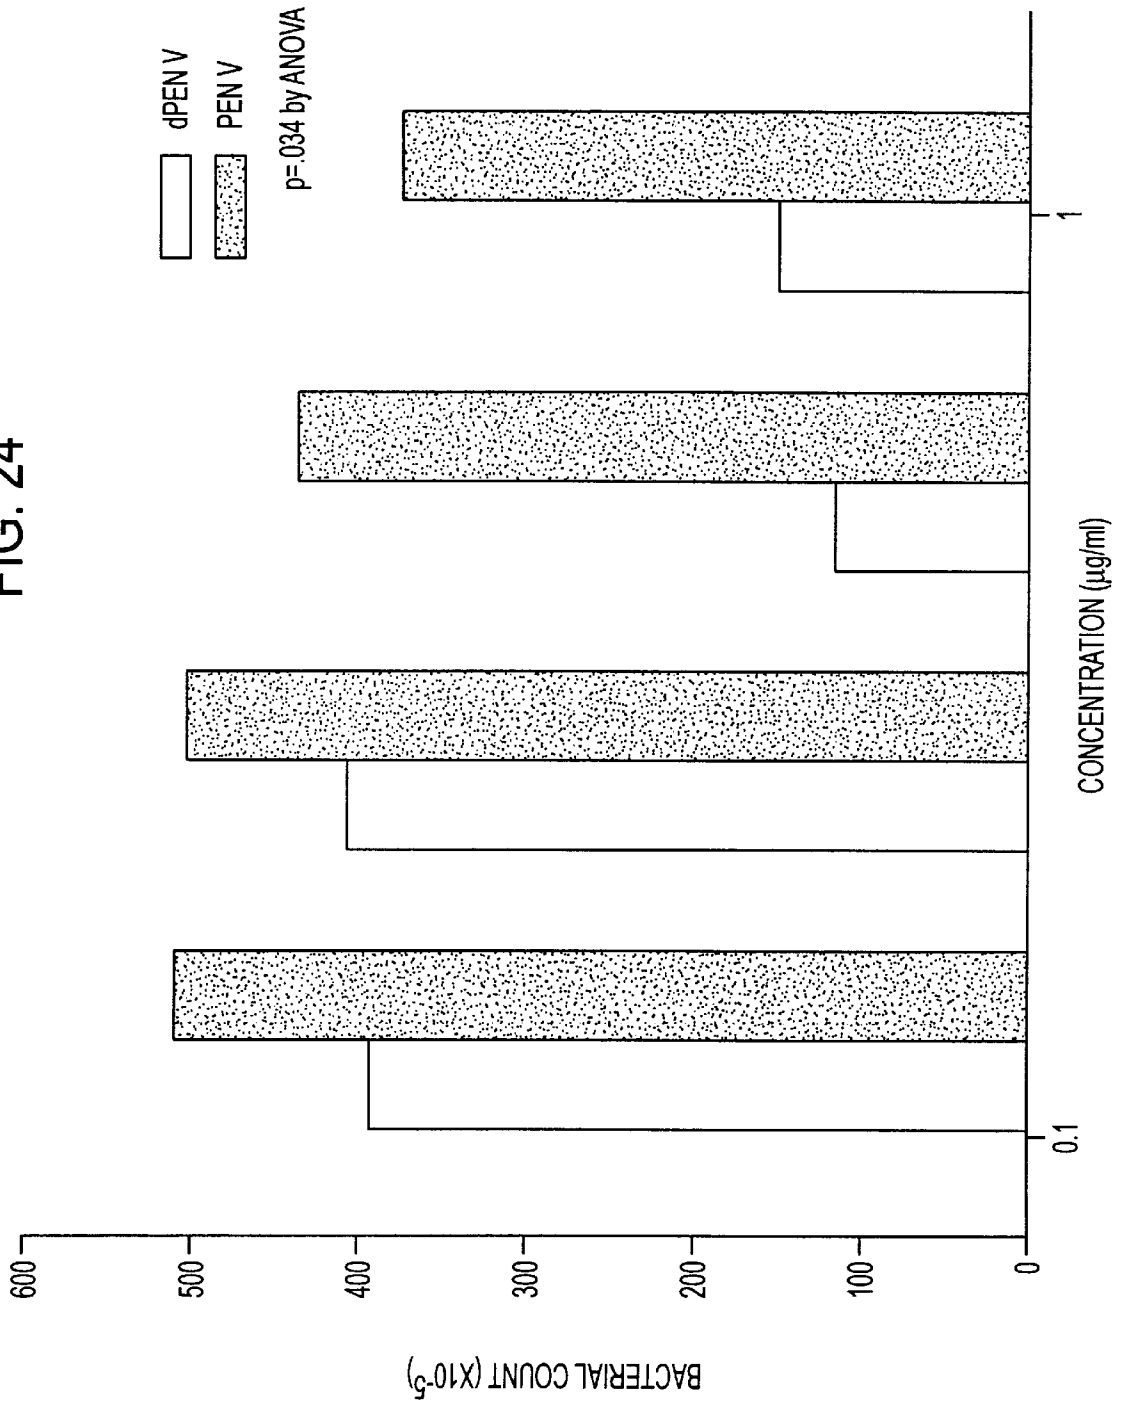 FIG. 24
dPEN V
PEN V
p=.034 by ANOVA
BACTERIAL COUNT (X10-5)
600
500
400
300
200
100
0
0.1
1
CONCENTRATION (µg/ml)